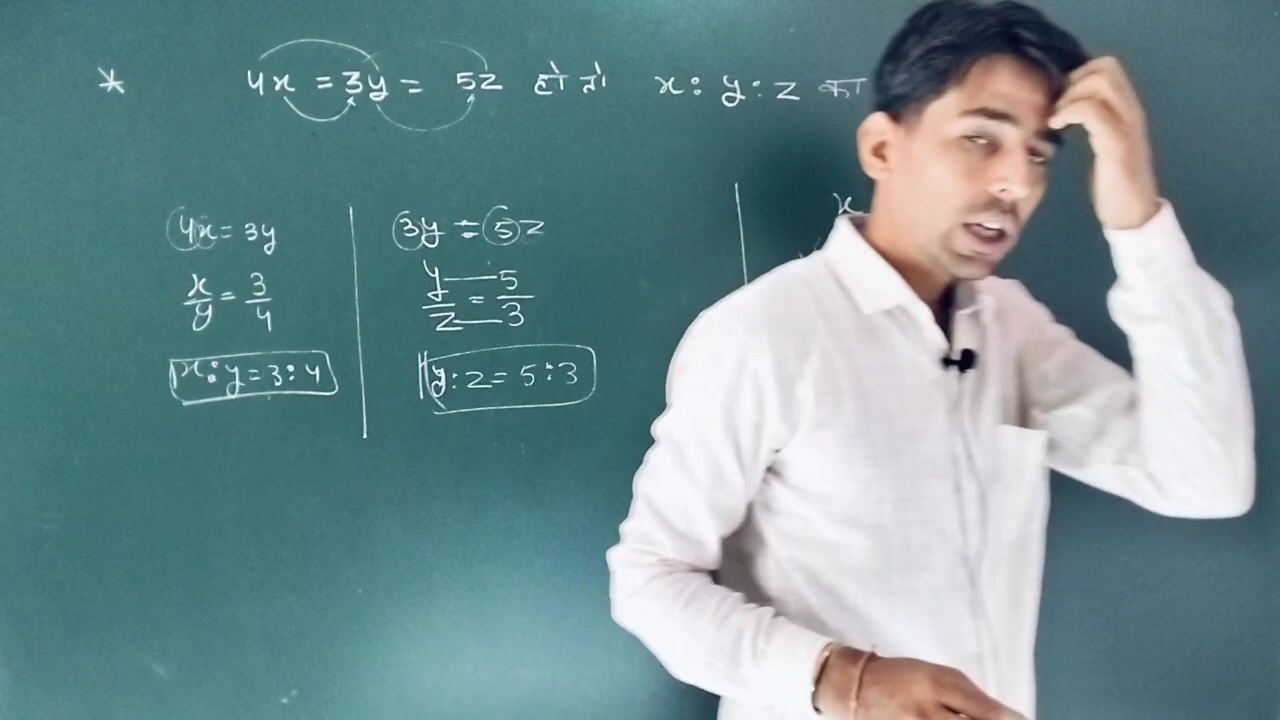 * 4x = 3y = 5z हो तो x : y : z का
4x = 3y
x/y = 3/4
x : y = 3 : 4
3y = 5z
y/z = 5/3
y : z = 5 : 3
x